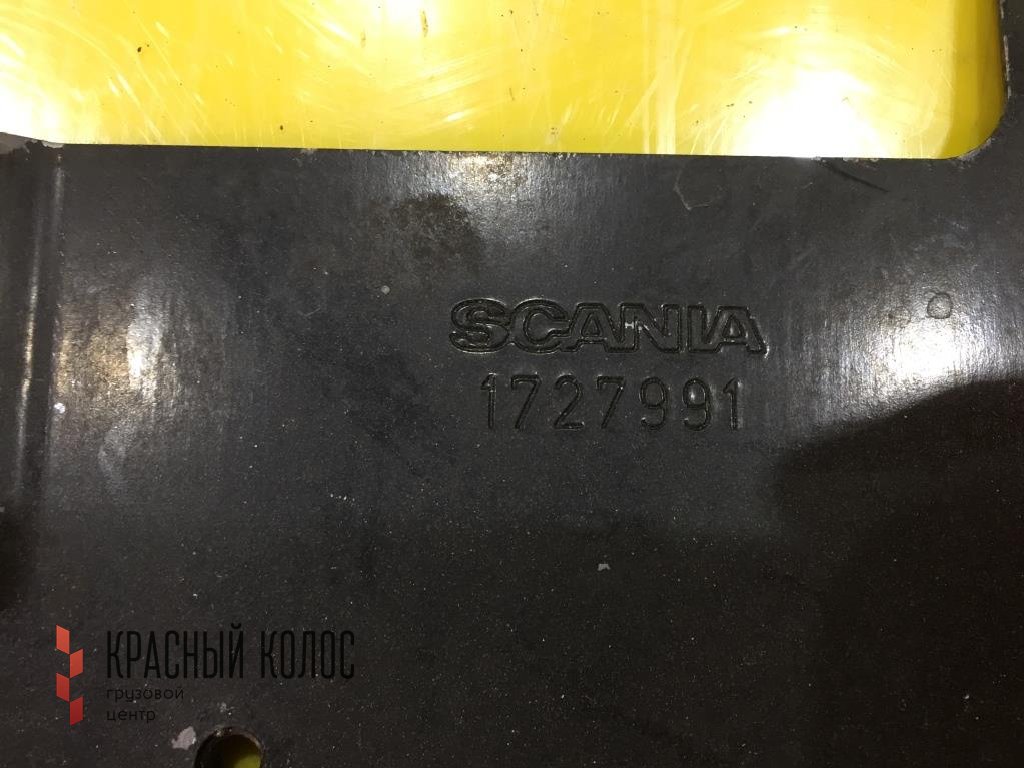 SCANIA
1727991
КРАСНЫЙ КОЛОС
грузовой
центр